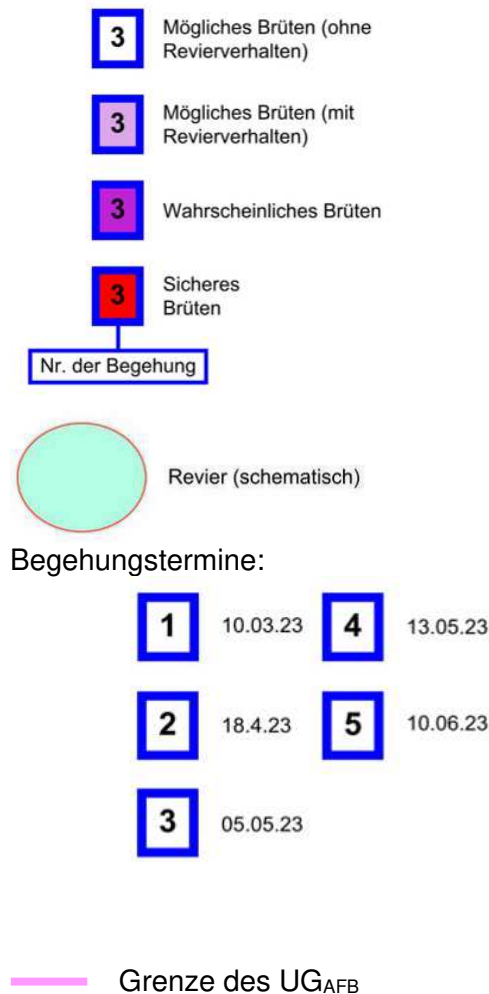 3
Mögliches Brüten (ohne
Revierverhalten)
3
Mögliches Brüten (mit
Revierverhalten)
3
Wahrscheinliches Brüten
3
Sicheres
Brüten
Nr. der Begehung
Revier (schematisch)
Begehungstermine:
1 10.03.23 4 13.05.23
2 18.4.23 5 10.06.23
3 05.05.23
Grenze des UGAFB